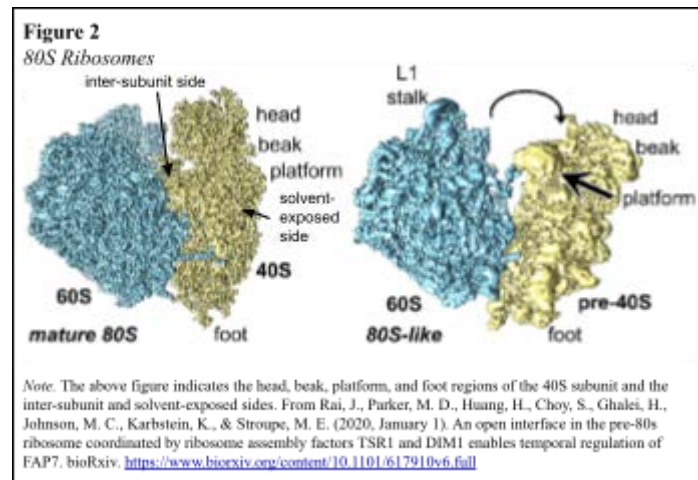 Figure 2
80S Ribosomes
inter-subunit side
head
beak
platform
solvent-
exposed
side
60S
40S
mature 80S
foot
L1
stalk
head
beak
platform
60S
pre-40S
80S-like
foot
Note. The above figure indicates the head, beak, platform, and foot regions of the 40S subunit and the
inter-subunit and solvent-exposed sides. From Rai, J., Parker, M. D., Huang, H., Choy, S., Ghalei, H.,
Johnson, M. C., Karbstein, K., & Stroupe, M. E. (2020, January 1). An open interface in the pre-80s
ribosome coordinated by ribosome assembly factors TSR1 and DIM1 enables temporal regulation of
FAP7. bioRxiv. https://www.biorxiv.org/content/10.1101/617910v6.full